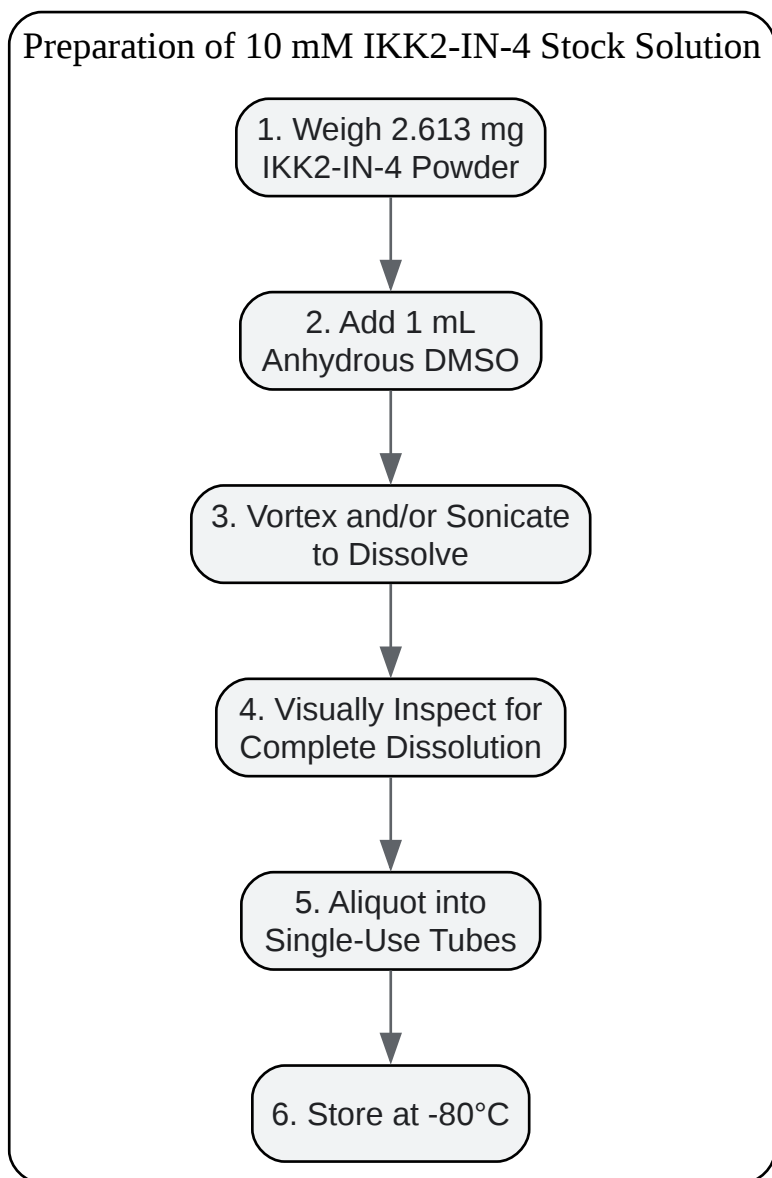 Preparation of 10 mM IKK2-IN-4 Stock Solution
1. Weigh 2.613 mg
IKK2-IN-4 Powder
2. Add 1 mL
Anhydrous DMSO
3. Vortex and/or Sonicate
to Dissolve
4. Visually Inspect for
Complete Dissolution
5. Aliquot into
Single-Use Tubes
6. Store at -80°C